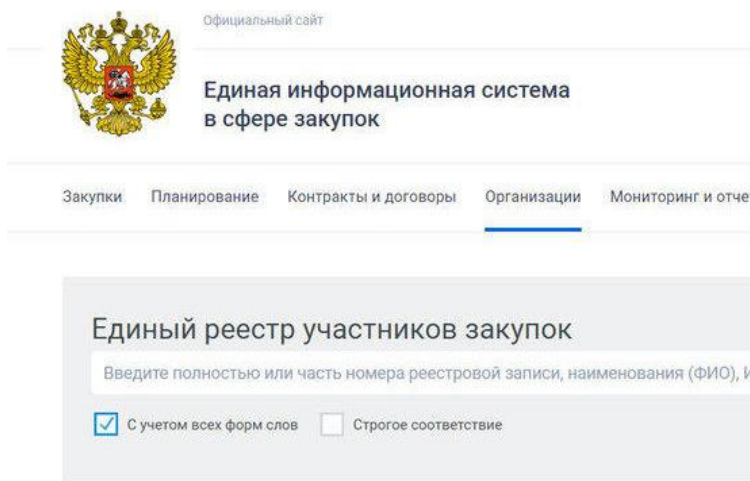 Официальный сайт
Единая информационная система
в сфере закупок
Закупки Планирование Контракты и договоры Организации Мониторинг и отче
Единый реестр участников закупок
Введите полностью или часть номера реестровой записи, наименования (ФИО), И
С учетом всех форм слов Строгое соответствие